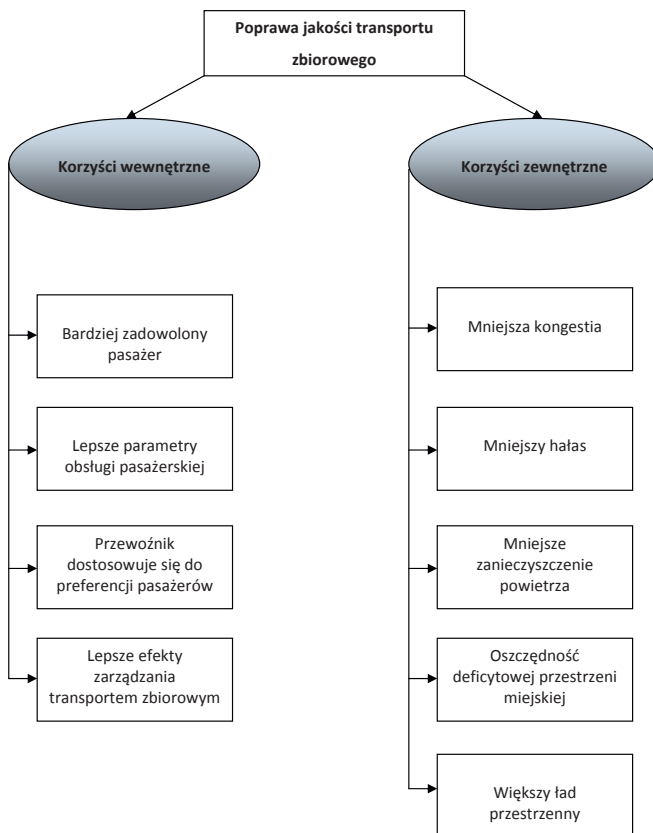 Poprawa jakości transportu
zbiorowego
Korzyści wewnętrzne
Korzyści zewnętrzne
Bardziej zadowolony
pasażer
Lepsze parametry
obsługi pasażerskiej
Przewoźnik
dostosowuje się do
preferencji pasażerów
Lepsze efekty
zarządzania
transportem zbiorowym
Mniejsza kongestia
Mniejszy hałas
Mniejsze
zanieczyszczenie
powietrza
Oszczędność
deficytowej przestrzeni
miejskiej
Większy ład
przestrzenny